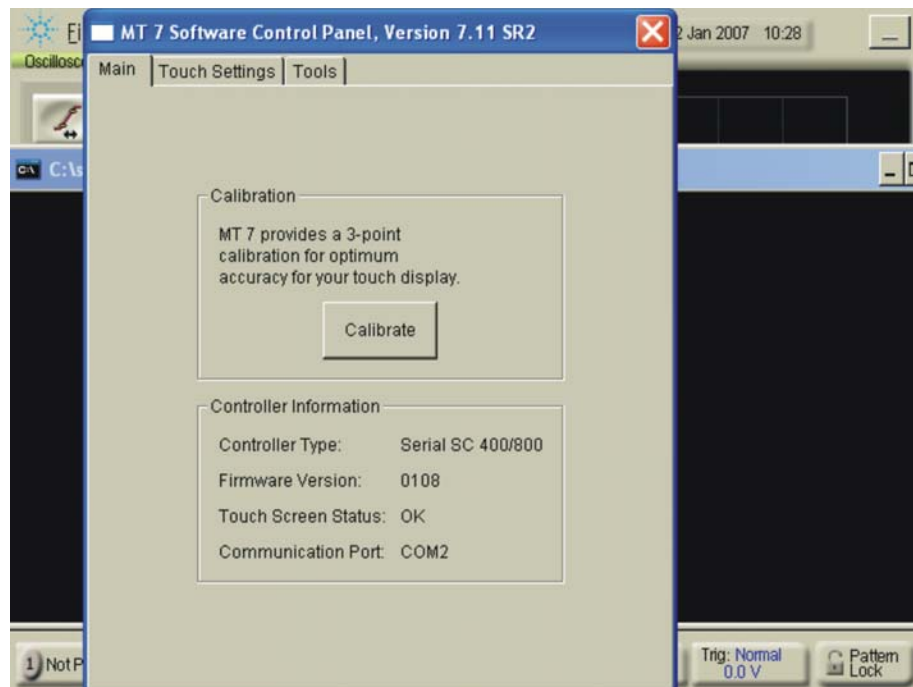 MT 7 Software Control Panel, Version 7.11 SR2
Jan 2007 10:28
Main Touch Settings Tools
C:\s
Calibration
MT 7 provides a 3-point
calibration for optimum
accuracy for your touch display.
Calibrate
Controller Information
Controller Type: Serial SC 400/800
Firmware Version: 0108
Touch Screen Status: OK
Communication Port: COM2
1 Not P
Trig: Normal
0.0 V
Pattern
Lock